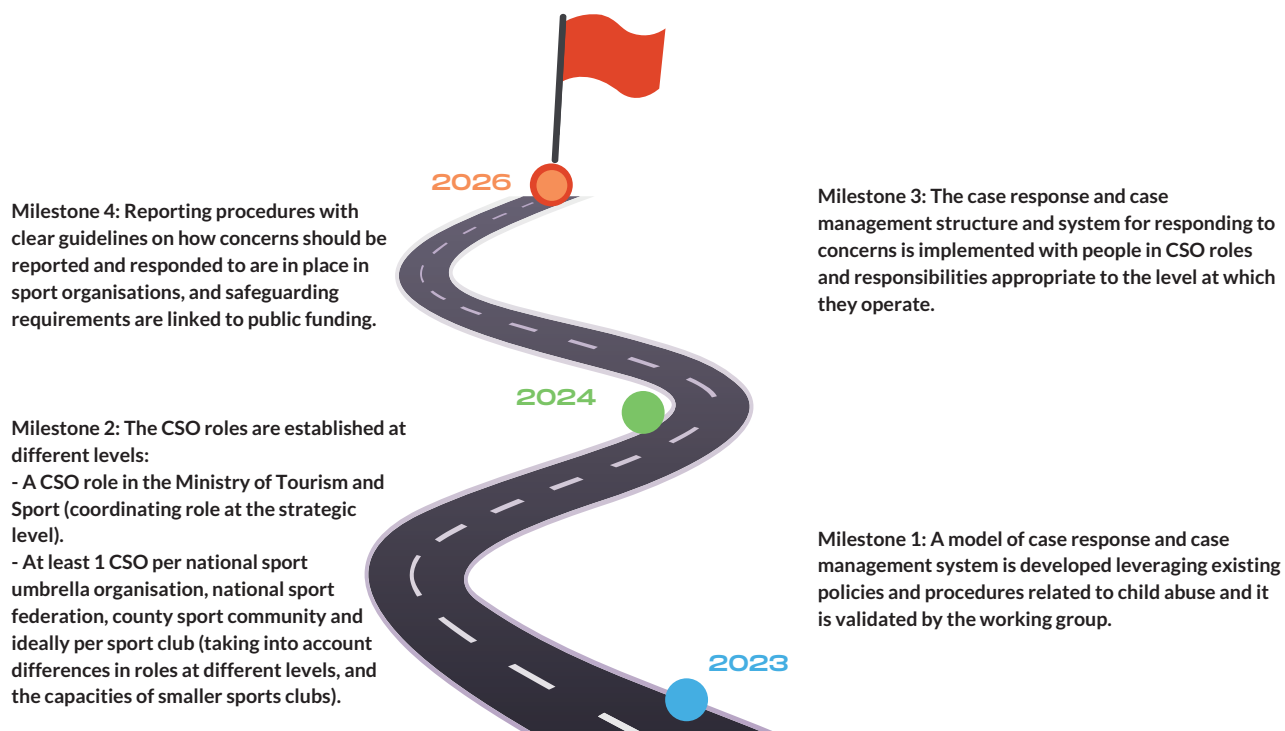 2026
Milestone 4: Reporting procedures with
clear guidelines on how concerns should be
reported and responded to are in place in
sport organisations, and safeguarding
requirements are linked to public funding.
Milestone 3: The case response and case
management structure and system for responding to
concerns is implemented with people in CSO roles
and responsibilities appropriate to the level at which
they operate.
2024
Milestone 2: The CSO roles are established at
different levels:
- A CSO role in the Ministry of Tourism and
Sport (coordinating role at the strategic
level).
- At least 1 CSO per national sport
umbrella organisation, national sport
federation, county sport community and
ideally per sport club (taking into account
differences in roles at different levels, and
the capacities of smaller sports clubs).
Milestone 1: A model of case response and case
management system is developed leveraging existing
policies and procedures related to child abuse and it
is validated by the working group.
2023